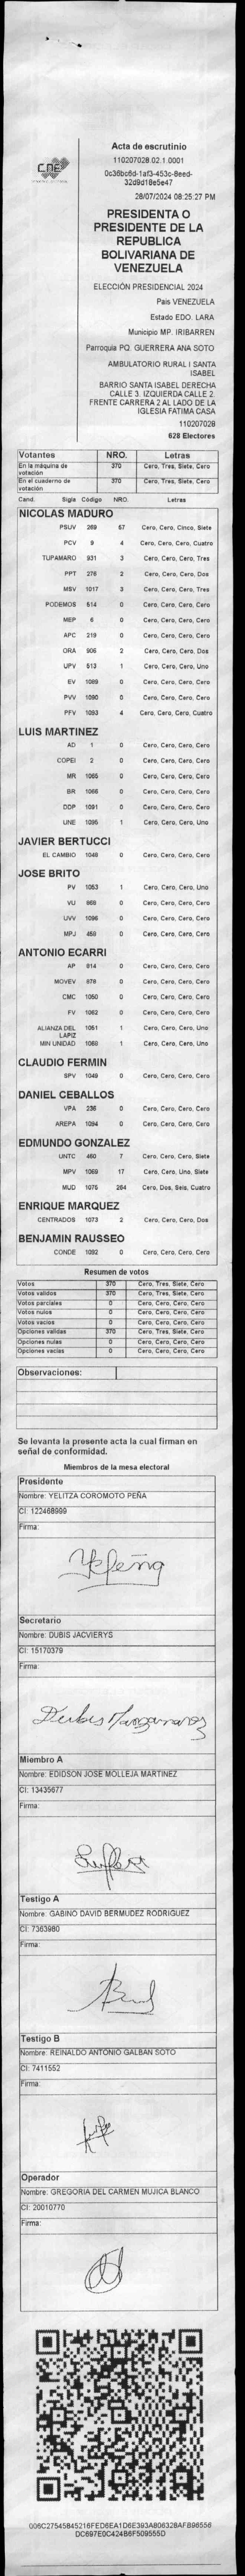 CNE
Acta de escrutinio
110207028.02.1.0001
0c36bc6d-1af3-453c-8eed-
32d9d18e5e47
28/07/2024 08:25:27 PM
PRESIDENTA O
PRESIDENTE DE LA
REPUBLICA
BOLIVARIANA DE
VENEZUELA
ELECCIÓN PRESIDENCIAL 2024
Pais VENEZUELA
Estado EDO. LARA
Municipio MP. IRIBARREN
Parroquia PQ. GUERRERA ANA SOTO
AMBULATORIO RURAL I SANTA
ISABEL
BARRIO SANTA ISABEL DERECHA
CALLE 3. IZQUIERDA CALLE 2.
FRENTE CARRERA 2 AL LADO DE LA
IGLESIA FATIMA CASA
110207028
628 Electores
Votantes NRO. Letras
En la máquina de votación 370 Cero, Tres, Siete, Cero
En el cuaderno de votación 370 Cero, Tres, Siete, Cero
Cand. Sigla Código NRO. Letras
NICOLAS MADURO
PSUV 269 57 Cero, Cero, Cinco, Siete
PCV 9 4 Cero, Cero, Cero, Cuatro
TUPAMARO 931 3 Cero, Cero, Cero, Tres
PPT 276 2 Cero, Cero, Cero, Dos
MSV 1017 3 Cero, Cero, Cero, Tres
PODEMOS 514 0 Cero, Cero, Cero, Cero
MEP 6 0 Cero, Cero, Cero, Cero
APC 219 0 Cero, Cero, Cero, Cero
ORA 906 2 Cero, Cero, Cero, Dos
UPV 513 1 Cero, Cero, Cero, Uno
EV 1089 0 Cero, Cero, Cero, Cero
PVV 1090 0 Cero, Cero, Cero, Cero
PFV 1093 4 Cero, Cero, Cero, Cuatro
LUIS MARTINEZ
AD 1 0 Cero, Cero, Cero, Cero
COPEI 2 0 Cero, Cero, Cero, Cero
MR 1065 0 Cero, Cero, Cero, Cero
BR 1066 0 Cero, Cero, Cero, Cero
DDP 1091 0 Cero, Cero, Cero, Cero
UNE 1095 1 Cero, Cero, Cero, Uno
JAVIER BERTUCCI
EL CAMBIO 1048 0 Cero, Cero, Cero, Cero
JOSE BRITO
PV 1053 1 Cero, Cero, Cero, Uno
VU 868 0 Cero, Cero, Cero, Cero
UVV 1096 0 Cero, Cero, Cero, Cero
MPJ 459 0 Cero, Cero, Cero, Cero
ANTONIO ECARRI
AP 814 0 Cero, Cero, Cero, Cero
MOVEV 878 0 Cero, Cero, Cero, Cero
CMC 1050 0 Cero, Cero, Cero, Cero
FV 1062 0 Cero, Cero, Cero, Cero
ALIANZA DEL LAPIZ 1051 1 Cero, Cero, Cero, Uno
MIN UNIDAD 1068 1 Cero, Cero, Cero, Uno
CLAUDIO FERMIN
SPV 1049 0 Cero, Cero, Cero, Cero
DANIEL CEBALLOS
VPA 236 0 Cero, Cero, Cero, Cero
AREPA 1094 0 Cero, Cero, Cero, Cero
EDMUNDO GONZALEZ
UNTC 460 7 Cero, Cero, Cero, Siete
MPV 1069 17 Cero, Cero, Uno, Siete
MUD 1075 264 Cero, Dos, Seis, Cuatro
ENRIQUE MARQUEZ
CENTRADOS 1073 2 Cero, Cero, Cero, Dos
BENJAMIN RAUSSEO
CONDE 1092 0 Cero, Cero, Cero, Cero
Resumen de votos
Votos 370 Cero, Tres, Siete, Cero
Votos validos 370 Cero, Tres, Siete, Cero
Votos parciales 0 Cero, Cero, Cero, Cero
Votos nulos 0 Cero, Cero, Cero, Cero
Votos vacios 0 Cero, Cero, Cero, Cero
Opciones validas 370 Cero, Tres, Siete, Cero
Opciones nulas 0 Cero, Cero, Cero, Cero
Opciones vacias 0 Cero, Cero, Cero, Cero
Observaciones:
Se levanta la presente acta la cual firman en
señal de conformidad.
Miembros de la mesa electoral
Presidente
Nombre: YELITZA COROMOTO PEÑA
CI: 122468999
Firma:
Secretario
Nombre: DUBIS JACVIERYS
CI: 15170379
Firma:
Miembro A
Nombre: EDIDSON JOSE MOLLEJA MARTINEZ
CI: 13435677
Firma:
Testigo A
Nombre: GABINO DAVID BERMUDEZ RODRIGUEZ
CI: 7363980
Firma:
Testigo B
Nombre: REINALDO ANTONIO GALBAN SOTO
CI: 7411552
Firma:
Operador
Nombre: GREGORIA DEL CARMEN MUJICA BLANCO
CI: 20010770
Firma: